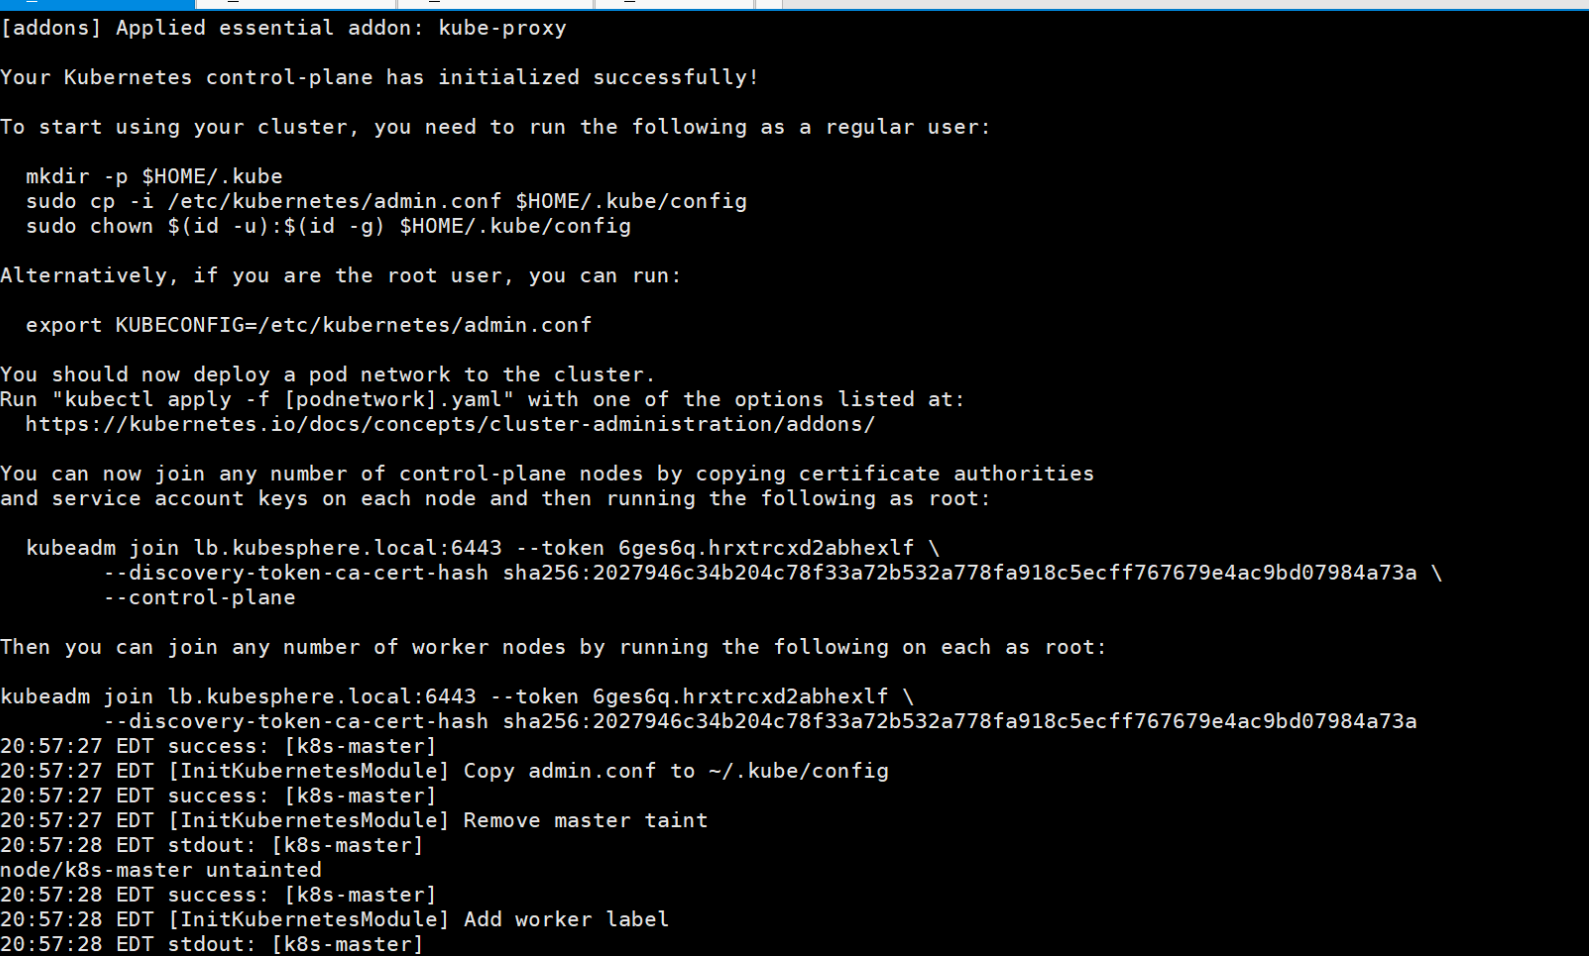 [addons] Applied essential addon: kube-proxy
Your Kubernetes control-plane has initialized successfully!
To start using your cluster, you need to run the following as a regular user:
mkdir -p $HOME/.kube
sudo cp -i /etc/kubernetes/admin.conf $HOME/.kube/config
sudo chown $(id -u):$(id -g) $HOME/.kube/config
Alternatively, if you are the root user, you can run:
export KUBECONFIG=/etc/kubernetes/admin.conf
You should now deploy a pod network to the cluster.
Run "kubectl apply -f [podnetwork].yaml" with one of the options listed at:
https://kubernetes.io/docs/concepts/cluster-administration/addons/
You can now join any number of control-plane nodes by copying certificate authorities
and service account keys on each node and then running the following as root:
kubeadm join lb.kubesphere.local:6443 --token 6ges6q.hrxtrcxd2abhexlf \
--discovery-token-ca-cert-hash sha256:2027946c34b204c78f33a72b532a778fa918c5ecff767679e4ac9bd07984a73a \
--control-plane
Then you can join any number of worker nodes by running the following on each as root:
kubeadm join lb.kubesphere.local:6443 --token 6ges6q.hrxtrcxd2abhexlf \
--discovery-token-ca-cert-hash sha256:2027946c34b204c78f33a72b532a778fa918c5ecff767679e4ac9bd07984a73a
20:57:27 EDT success: [k8s-master]
20:57:27 EDT [InitKubernetesModule] Copy admin.conf to ~/.kube/config
20:57:27 EDT success: [k8s-master]
20:57:27 EDT [InitKubernetesModule] Remove master taint
20:57:28 EDT stdout: [k8s-master]
node/k8s-master untainted
20:57:28 EDT success: [k8s-master]
20:57:28 EDT [InitKubernetesModule] Add worker label
20:57:28 EDT stdout: [k8s-master]